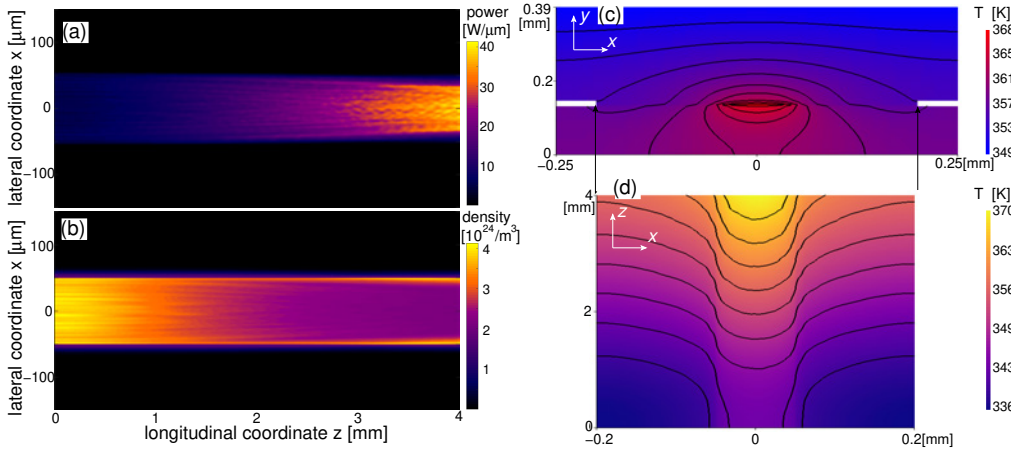 (a)
power
[W/μm]
lateral coordinate x [μm]
100
0
−100
40
30
20
10
(b)
density
[10^24/m^3]
lateral coordinate x [μm]
100
0
−100
4
3
2
1
0
1
2
3
4
longitudinal coordinate z [mm]
(c)
0.39
[mm]
y
x
0.2
0
−0.25
0
0.25[mm]
T [K]
368
365
361
357
353
349
(d)
4
[mm]
z
x
2
0
-0.2
0
0.2[mm]
T [K]
370
363
356
349
342
336